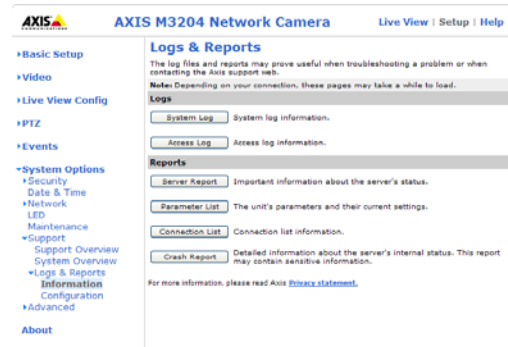 AXIS
COMMUNICATIONS
AXIS M3204 Network Camera
Live View | Setup | Help
Basic Setup
Video
Live View Config
PTZ
Events
System Options
Security
Date & Time
Network
LED
Maintenance
Support
Support Overview
System Overview
Logs & Reports
Information
Configuration
Advanced
About
Logs & Reports
The log files and reports may prove useful when troubleshooting a problem or when
contacting the Axis support web.
Note: Depending on your connection, these pages may take a while to load.
Logs
System Log System log information.
Access Log Access log information.
Reports
Server Report Important information about the server's status.
Parameter List The unit's parameters and their current settings.
Connection List Connection list information.
Crash Report Detailed information about the server's internal status. This report
may contain sensitive information.
For more information, please read Axis Privacy statement.